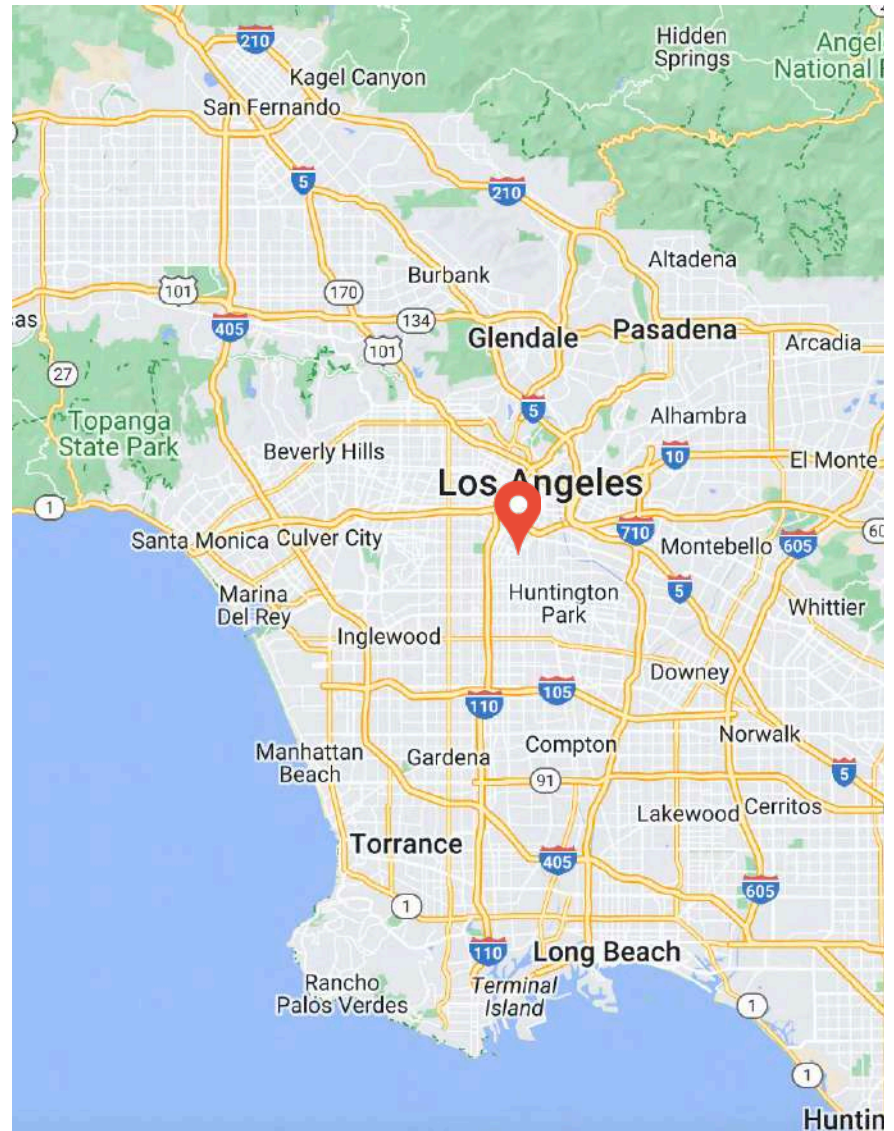 210
Hidden
Springs
Angel
National F
Kagel Canyon
San Fernando
5
210
Altadena
Burbank
101
170
134
405
Glendale
Pasadena
as
101
Arcadia
27
5
Alhambra
Topanga
State Park
Beverly Hills
10
El Monte
Los Angeles
1
710
60
Santa Monica
Culver City
Montebello
605
Marina
Del Rey
Huntington
Park
5
Whittier
Inglewood
Downey
110
105
Norwalk
Manhattan
Beach
Gardena
Compton
91
5
Lakewood
Cerritos
Torrance
405
605
1
110
Long Beach
Rancho
Palos Verdes
Terminal
Island
1
1
Huntin